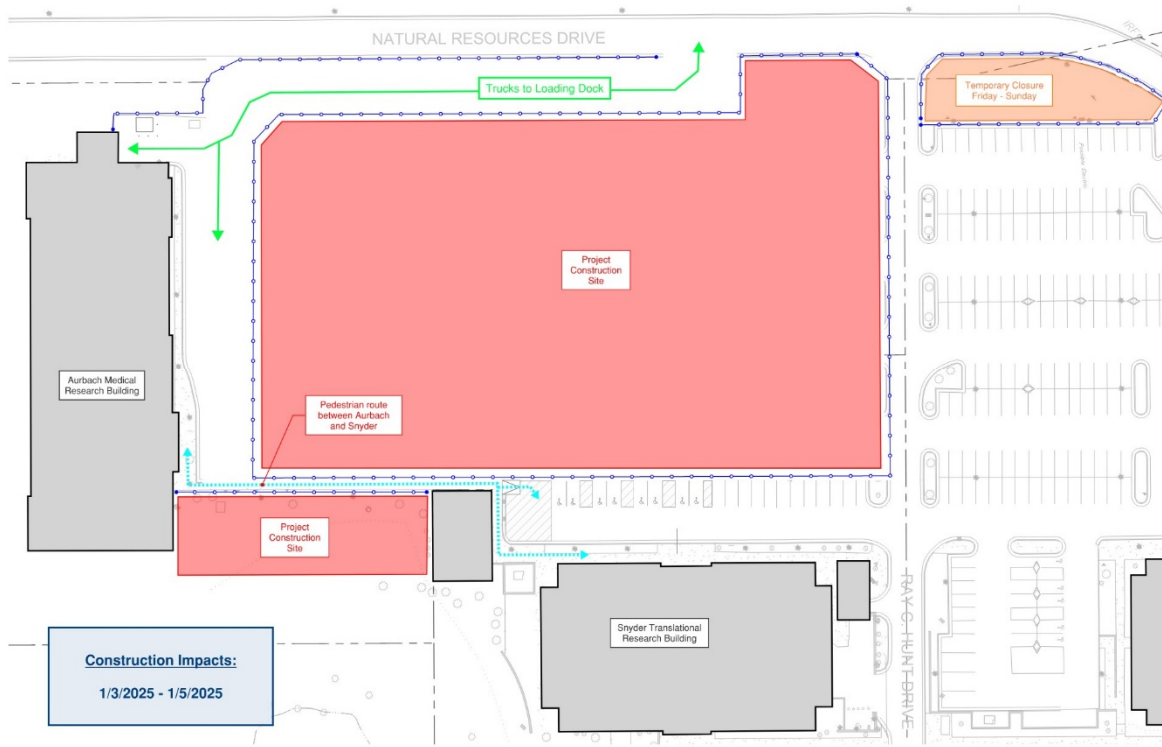 NATURAL RESOURCES DRIVE
Trucks to Loading Dock
Temporary Closure
Friday - Sunday
Project
Construction
Site
Aurbach Medical
Research Building
Pedestrian route
between Aurbach
and Snyder
Project
Construction
Site
Snyder Translational
Research Building
RAY C. HUNT DRIVE
Construction Impacts:
1/3/2025 - 1/5/2025